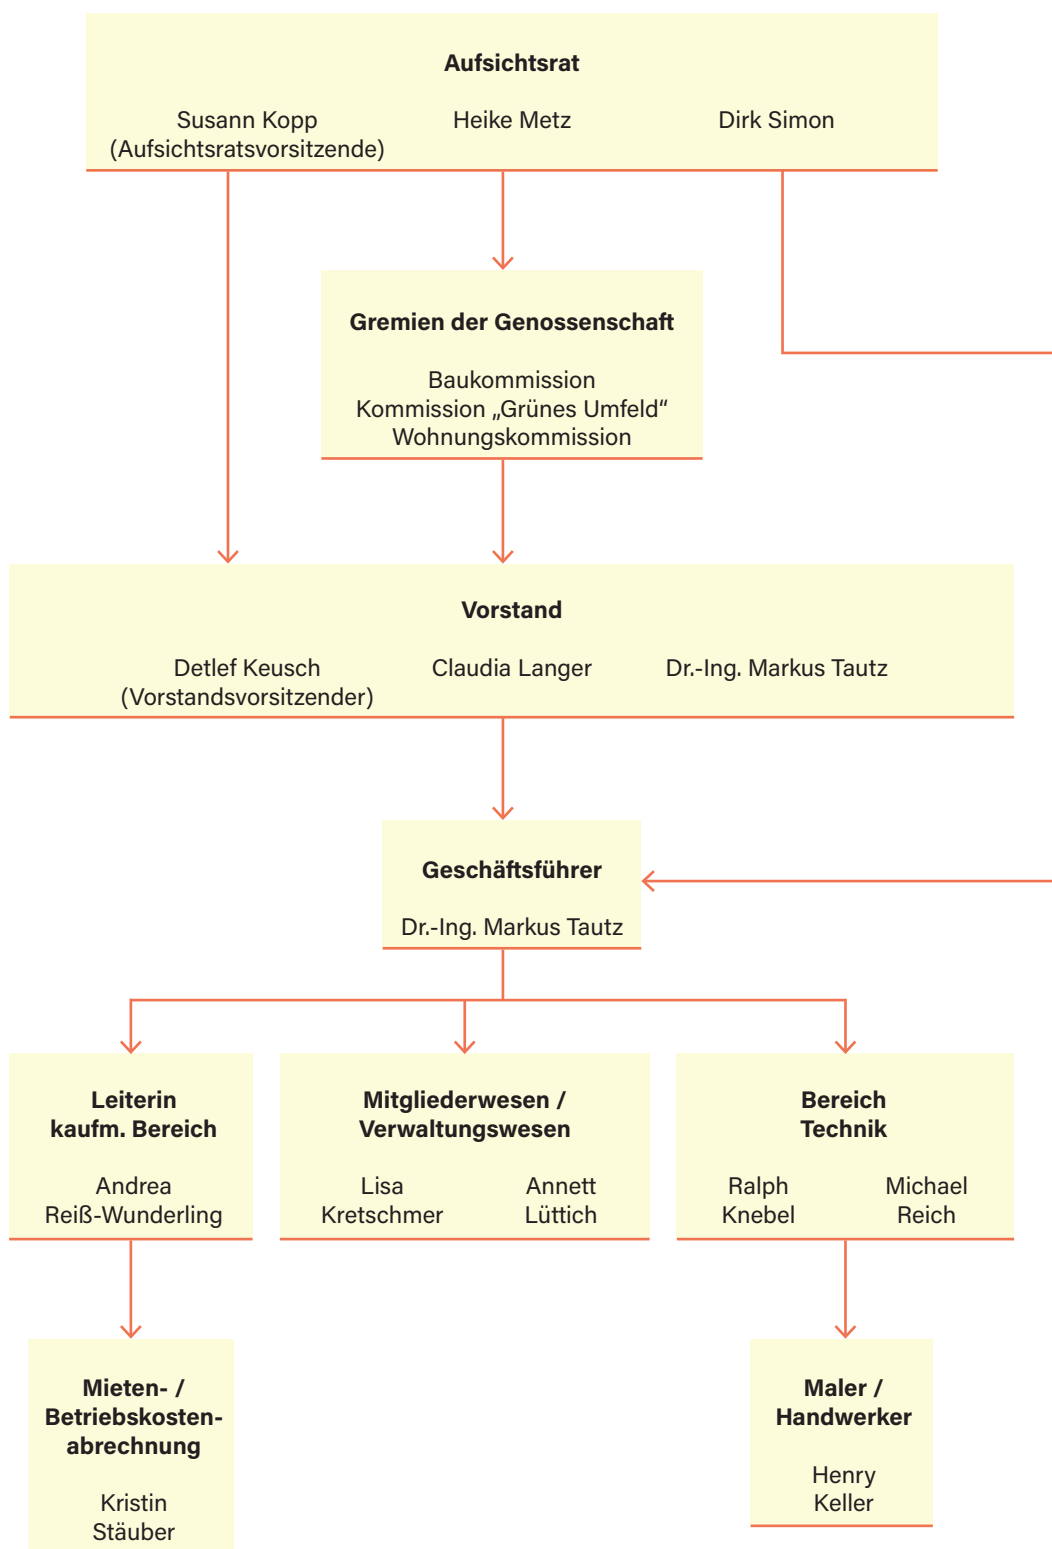 Aufsichtsrat
Susann Kopp
(Aufsichtsratsvorsitzende)
Heike Metz
Dirk Simon
Gremien der Genossenschaft
Baukommission
Kommission „Grünes Umfeld“
Wohnungskommission
Vorstand
Detlef Keusch
(Vorstandsvorsitzender)
Claudia Langer
Dr.-Ing. Markus Tautz
Geschäftsführer
Dr.-Ing. Markus Tautz
Leiterin
kaufm. Bereich
Andrea
Reiß-Wunderling
Mitgliederwesen /
Verwaltungswesen
Lisa
Kretschmer
Annett
Lüttich
Bereich
Technik
Ralph
Knebel
Michael
Reich
Mieten- /
Betriebskosten-
abrechnung
Kristin
Stäuber
Maler /
Handwerker
Henry
Keller